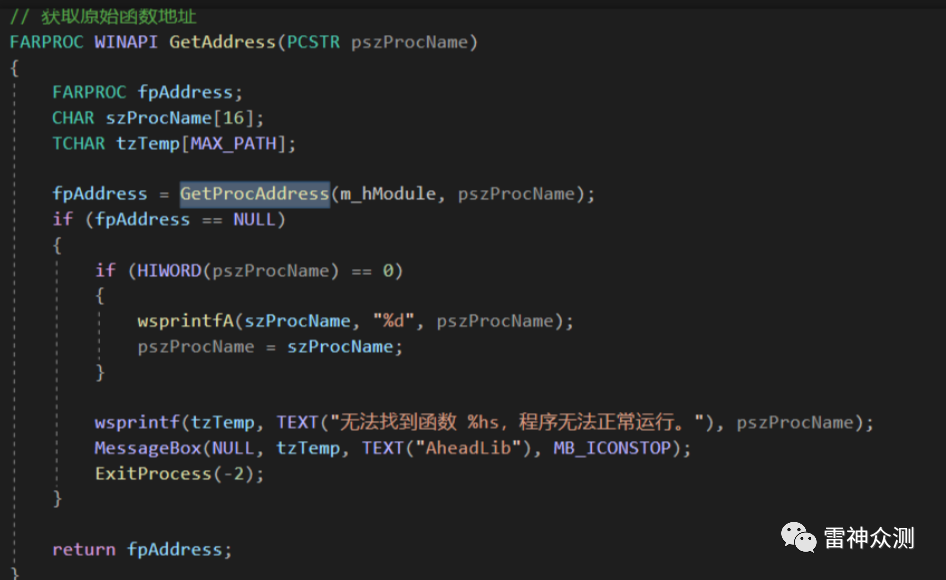 // 获取原始函数地址
FARPROC WINAPI GetAddress(PCSTR pszProcName)
{
FARPROC fpAddress;
CHAR szProcName[16];
TCHAR tzTemp[MAX_PATH];
fpAddress = GetProcAddress(m_hModule, pszProcName);
if (fpAddress == NULL)
{
if (HIWORD(pszProcName) == 0)
{
wsprintfA(szProcName, "%d", pszProcName);
pszProcName = szProcName;
}
wsprintf(tzTemp, TEXT("无法找到函数 %hs，程序无法正常运行。"), pszProcName);
MessageBox(NULL, tzTemp, TEXT("AheadLib"), MB_ICONSTOP);
ExitProcess(-2);
}
return fpAddress;
}
雷神众测